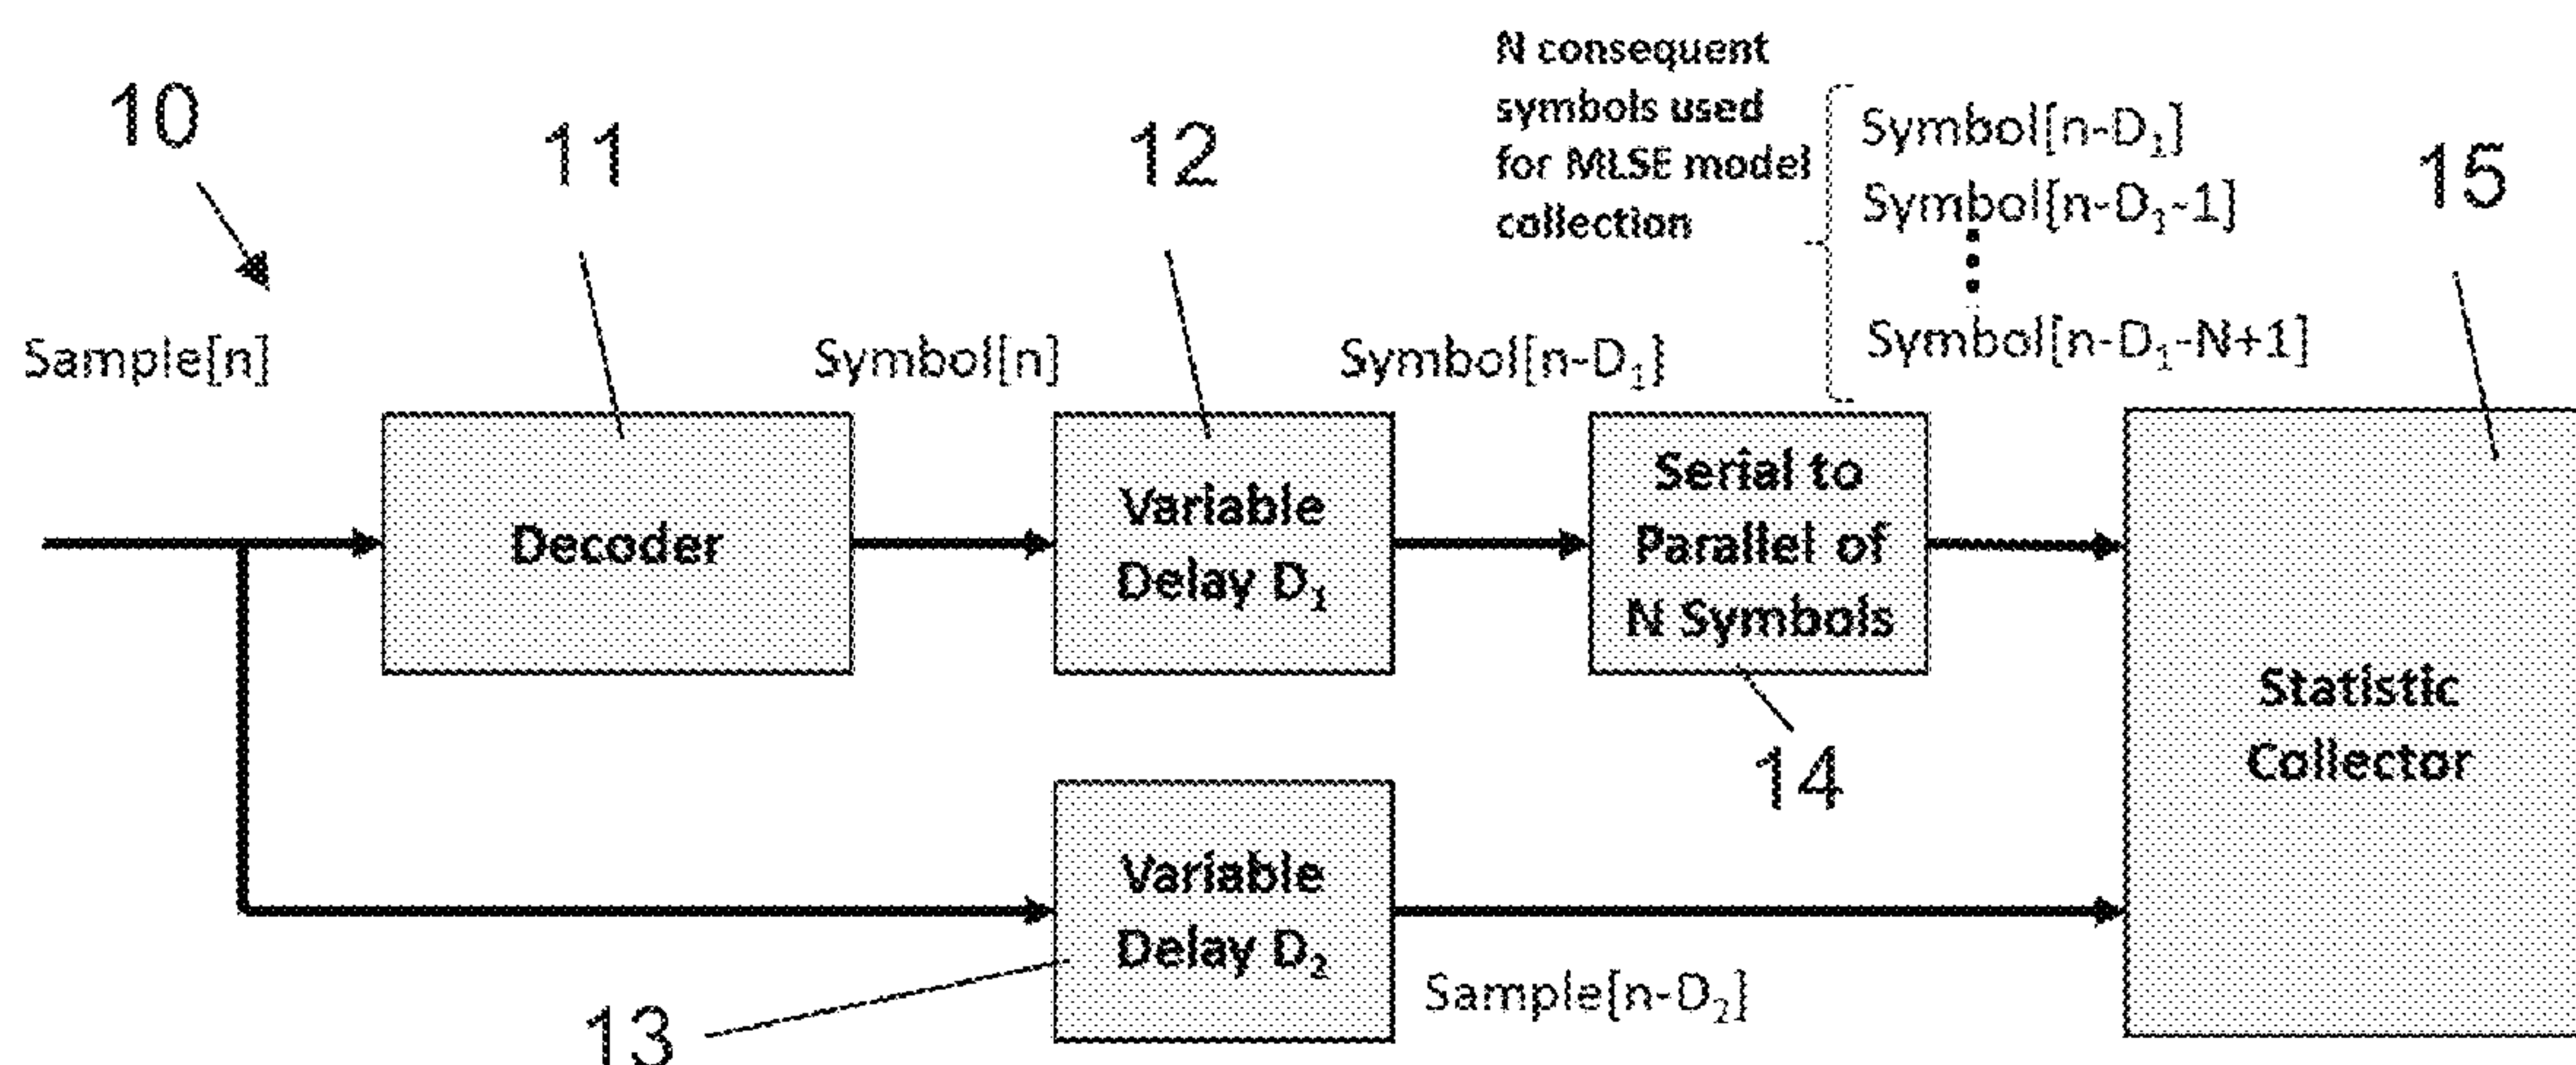 N consequent
symbols used
for MLSE model
collection
10
11
12
Symbol[n-D₁]
Symbol[n-D₁-1]
15
Symbol[n-D₁-N+1]
Sample[n]
Symbol[n]
Symbol[n-D₁]
Decoder
Variable
Delay D₁
Serial to
Parallel of
N Symbols
14
Statistic
Collector
Variable
Delay D₂
13
Sample[n-D₂]